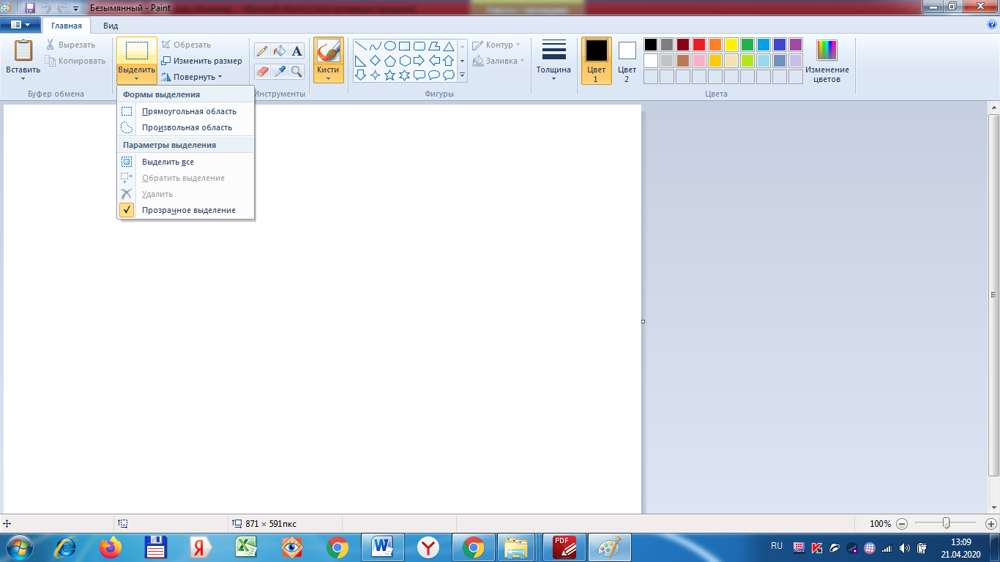 Безымянный - Paint
Главная Вид
Вставить
Вырезать
Копировать
Буфер обмена
Выделить
Обрезать
Изменить размер
Повернуть
Инструменты
Кисти
Фигуры
Контур
Заливка
Толщина
Цвет
1
Цвет
2
Изменение
цветов
Цвета
Формы выделения
Прямоугольная область
Произвольная область
Параметры выделения
Выделить все
Обратить выделение
Удалить
Прозрачное выделение
871 × 591пкс
100%
PDF
RU
13:09
21.04.2020